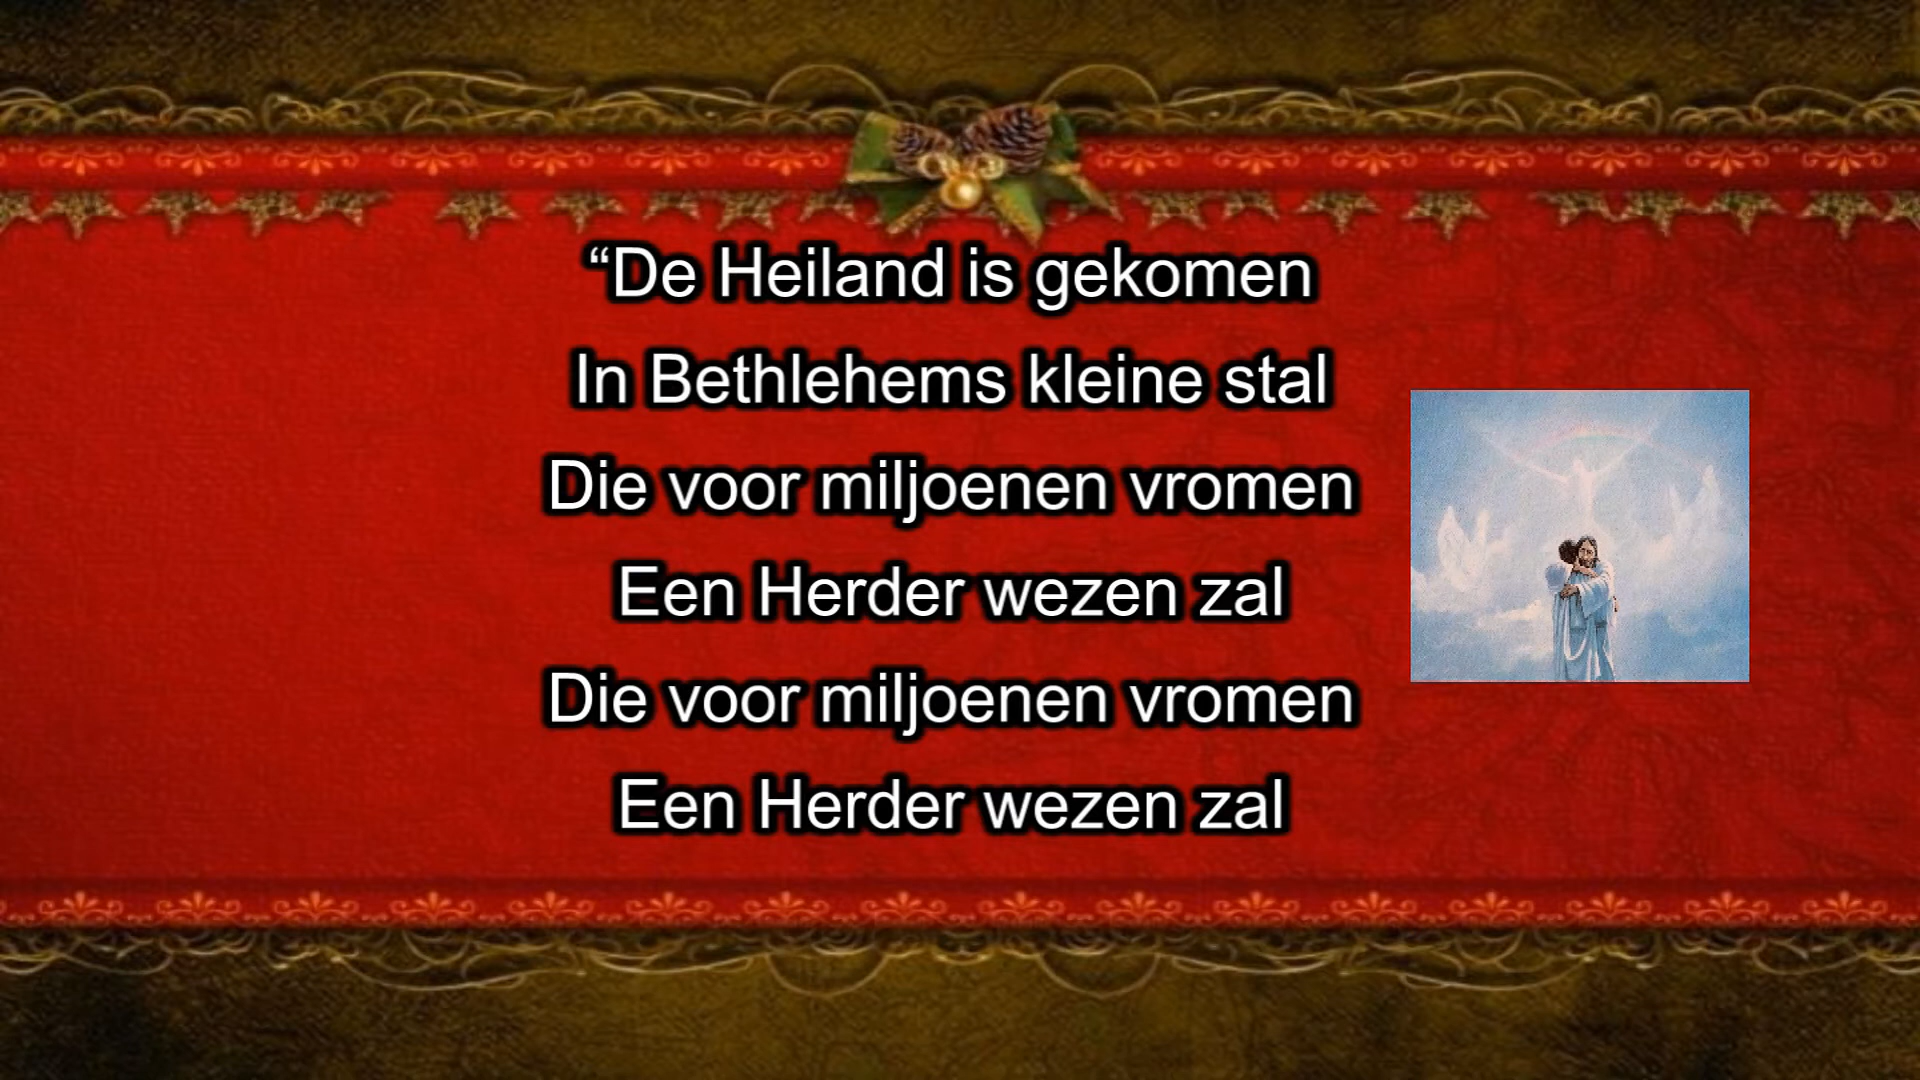 “De Heiland is gekomen
In Bethlehems kleine stal
Die voor miljoenen vromen
Een Herder wezen zal
Die voor miljoenen vromen
Een Herder wezen zal